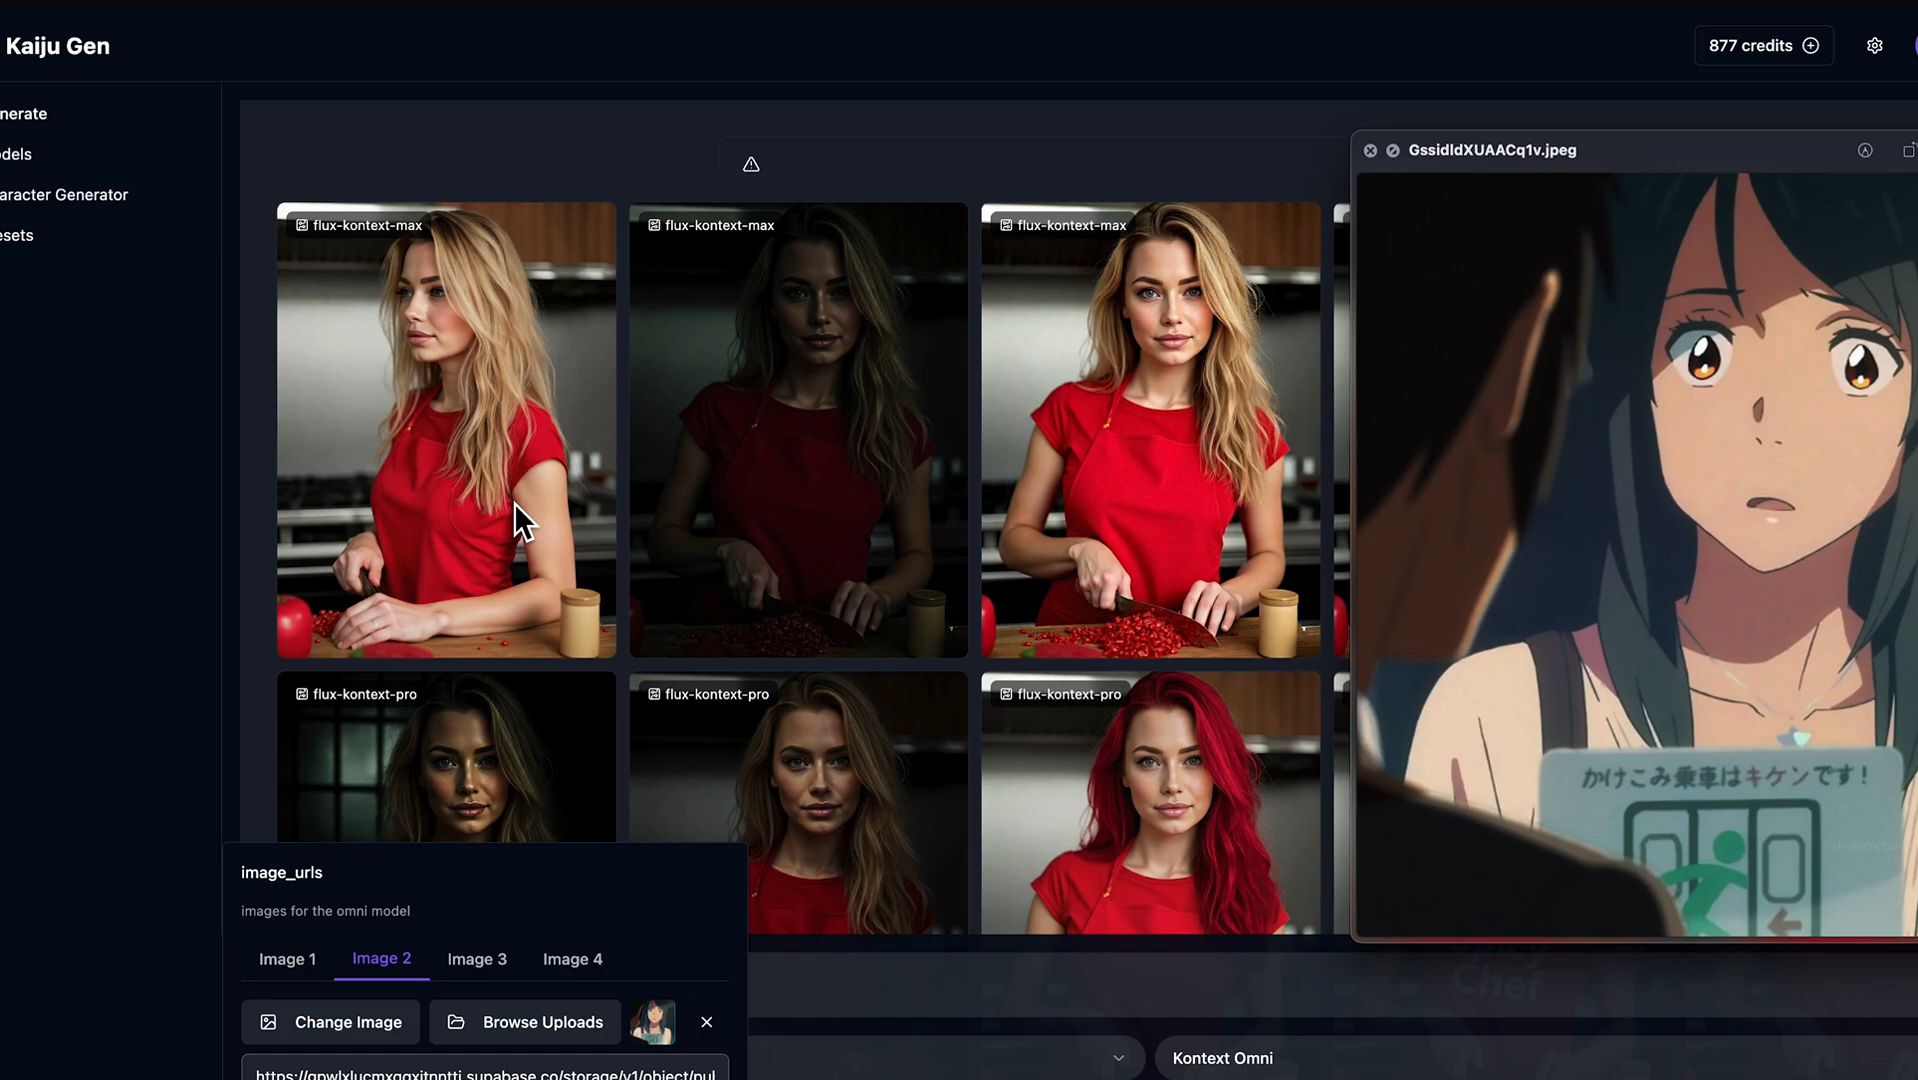 Kaiju Gen
877 credits
nerate
odels
aracter Generator
esets
GssidIdXUAACq1v.jpeg
flux-kontext-max
flux-kontext-max
flux-kontext-max
かけこみ乗車はキケンです!
flux-kontext-pro
flux-kontext-pro
flux-kontext-pro
image_urls
images for the omni model
Image 1
Image 2
Image 3
Image 4
Chef
Change Image
Browse Uploads
Kontext Omni